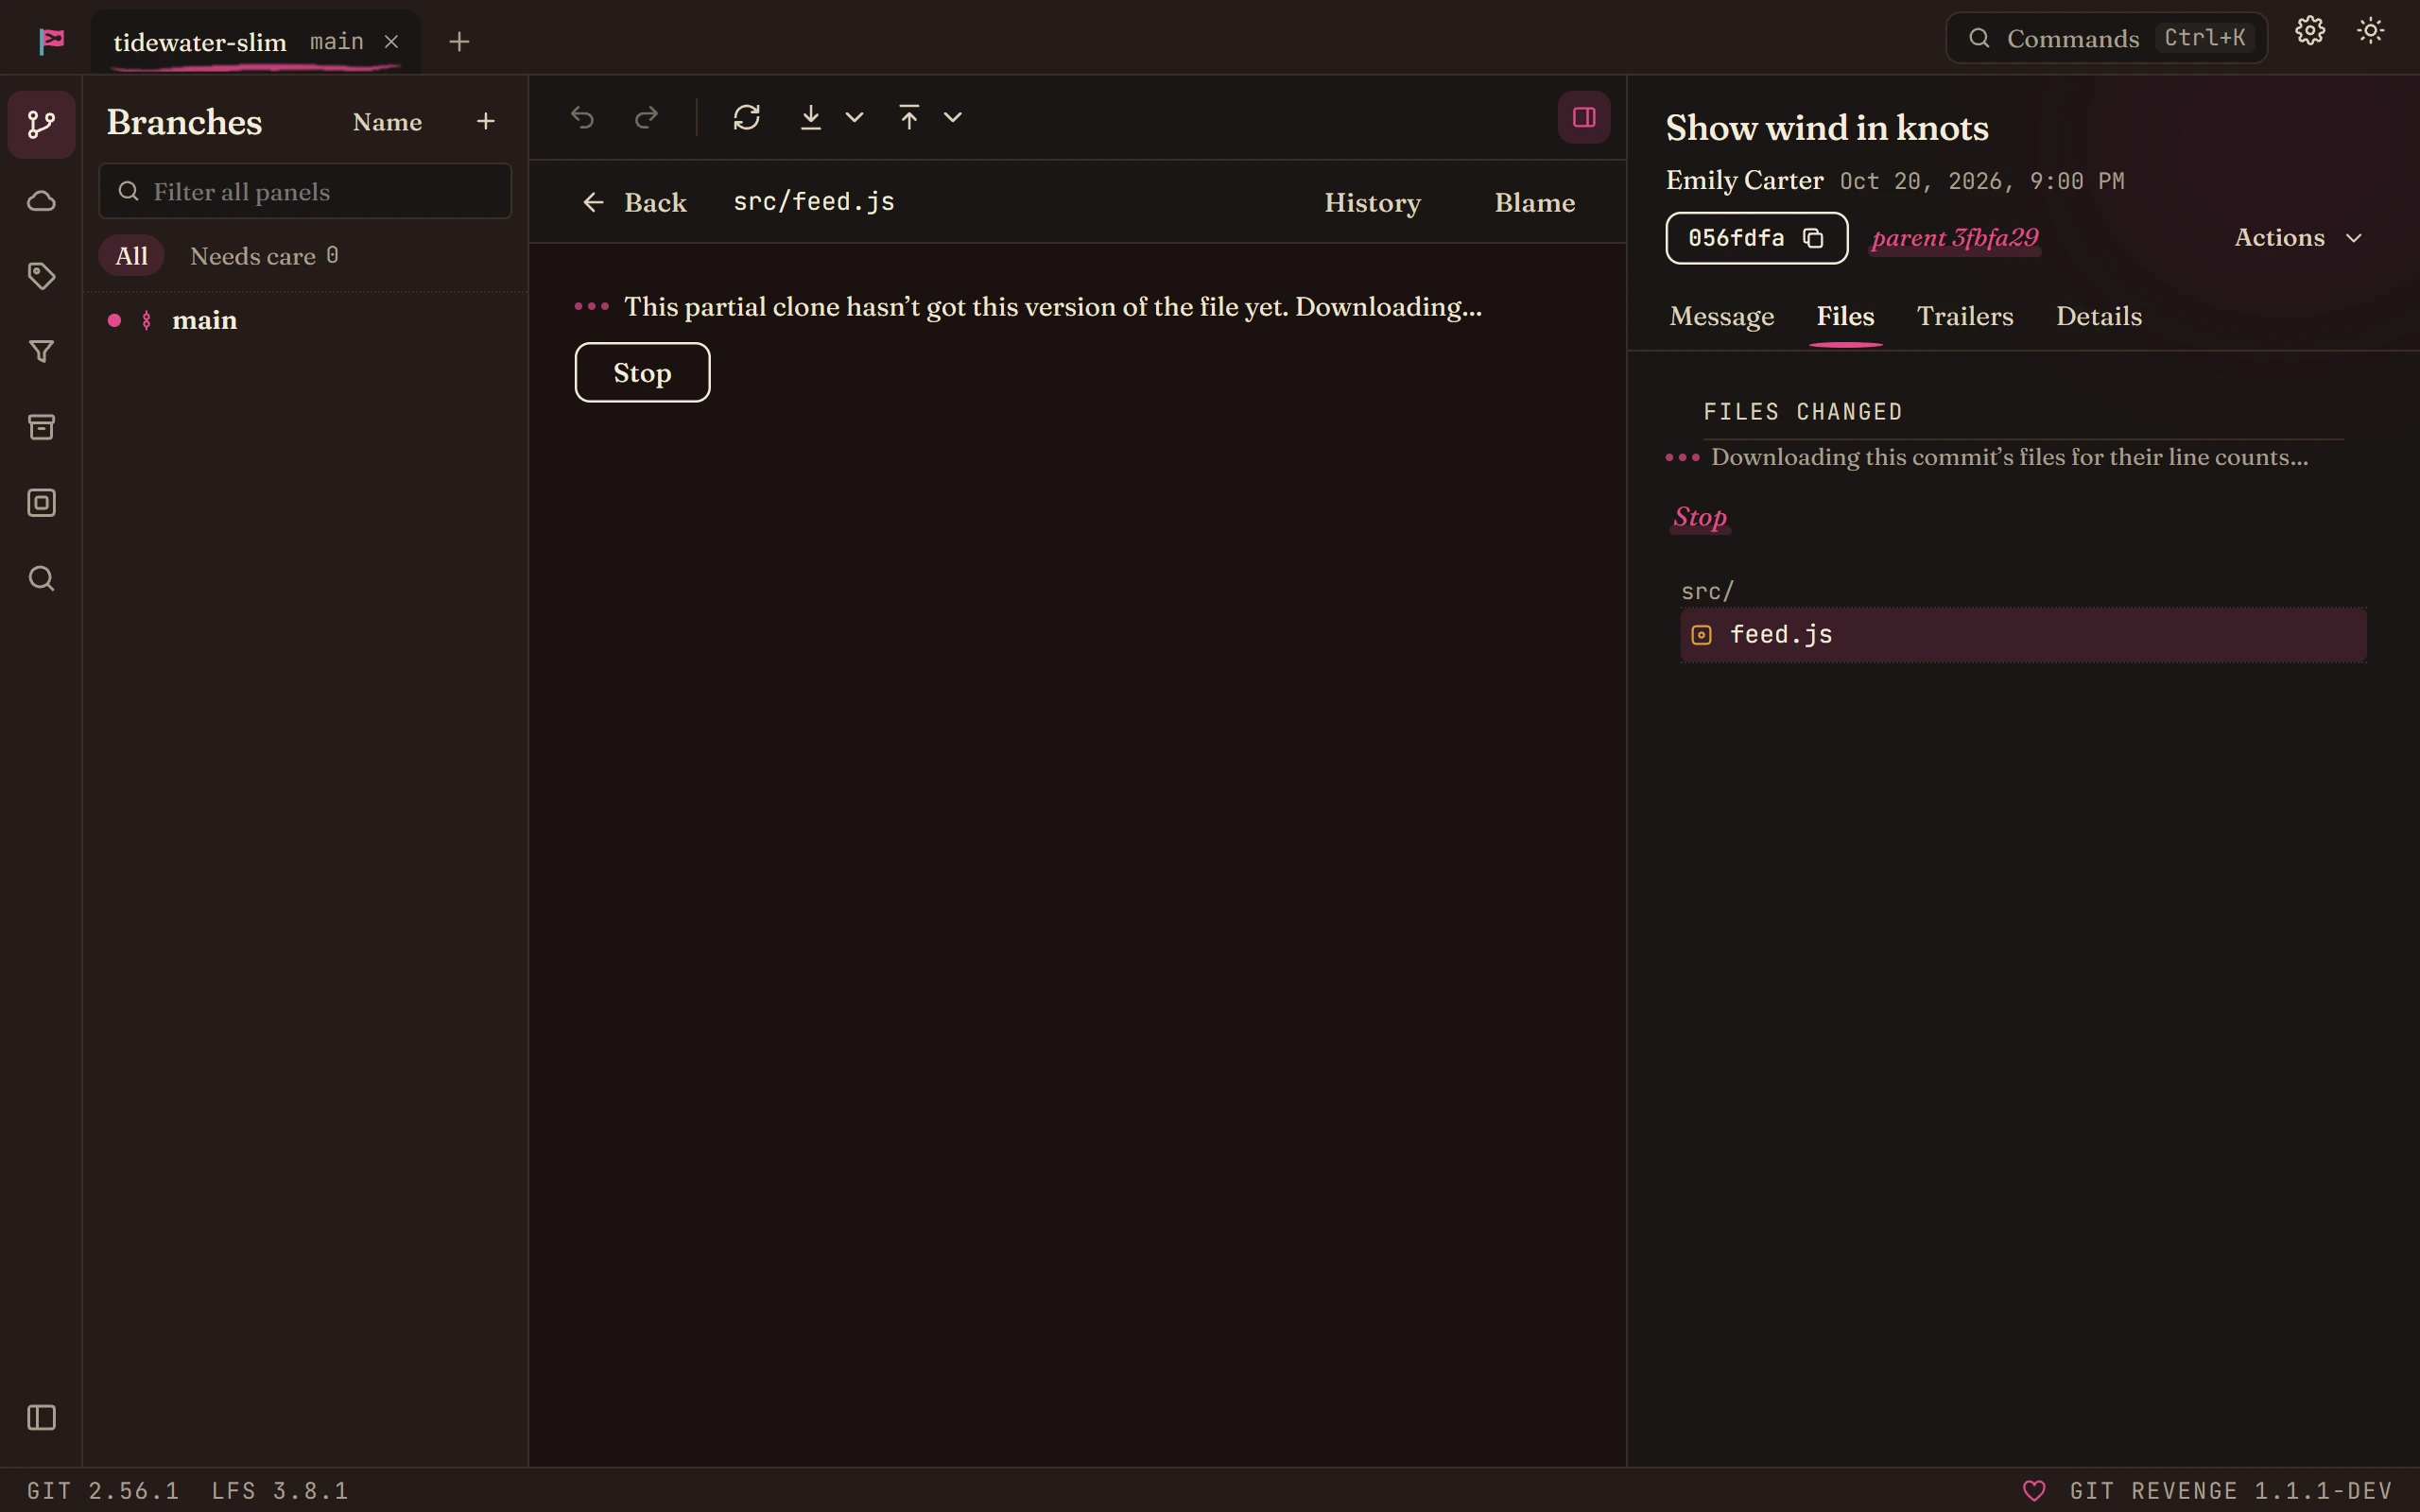 tidewater-slim main
Commands Ctrl+K
Branches Name
Filter all panels
All Needs care 0
main
Back src/feed.js History Blame
This partial clone hasn’t got this version of the file yet. Downloading…
Stop
Show wind in knots
Emily Carter Oct 20, 2026, 9:00 PM
056fdfa parent 3fbfa29 Actions
Message Files Trailers Details
FILES CHANGED
Downloading this commit’s files for their line counts…
Stop
src/
feed.js
GIT 2.56.1 LFS 3.8.1
GIT REVENGE 1.1.1-DEV